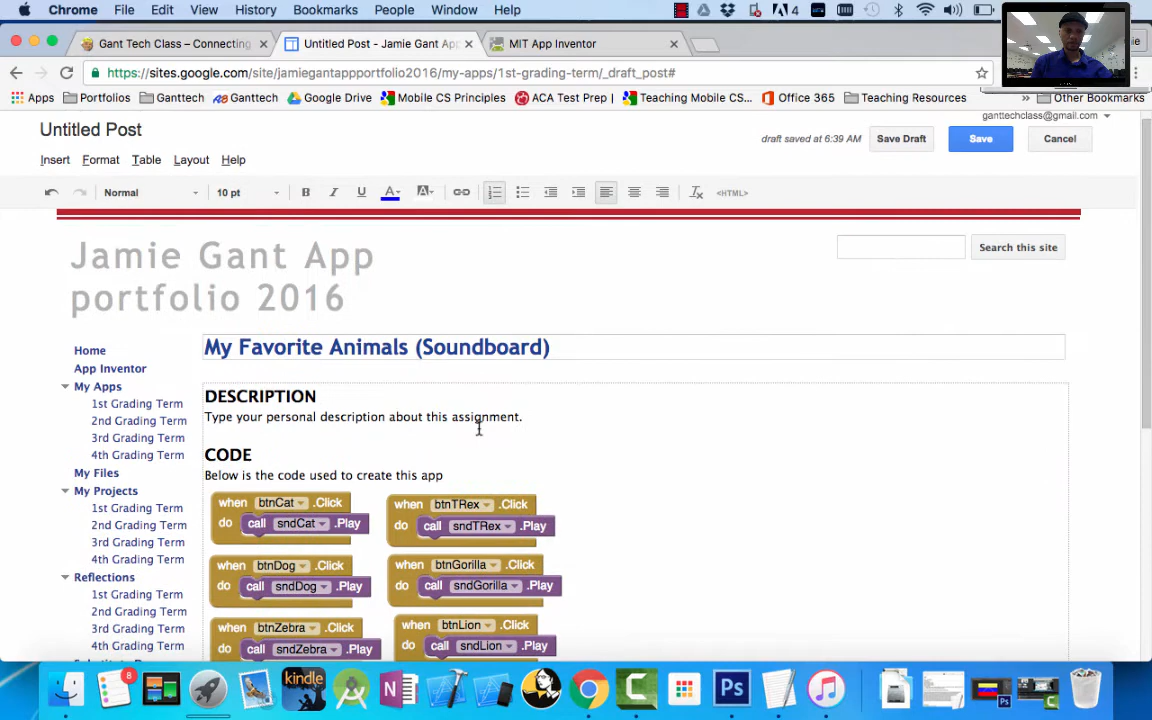 Chrome File Edit View History Bookmarks People Window Help
4
Gant Tech Class – Connecting
Untitled Post - Jamie Gant App
MIT App Inventor
https://sites.google.com/site/jamiegantappportfolio2016/my-apps/1st-grading-term/_draft_post#
Apps Portfolios Ganttech Ganttech Google Drive Mobile CS Principles ACA Test Prep | Teaching Mobile CS... Office 365 Teaching Resources » Other Bookmarks
ganttechclass@gmail.com
Untitled Post
draft saved at 6:39 AM Save Draft Save Cancel
Insert Format Table Layout Help
Normal 10 pt B I U A A <HTML>
Jamie Gant App
portfolio 2016
Search this site
Home
App Inventor
My Apps
1st Grading Term
2nd Grading Term
3rd Grading Term
4th Grading Term
My Files
My Projects
1st Grading Term
2nd Grading Term
3rd Grading Term
4th Grading Term
Reflections
1st Grading Term
2nd Grading Term
3rd Grading Term
4th Grading Term
My Favorite Animals (Soundboard)
DESCRIPTION
Type your personal description about this assignment.
CODE
Below is the code used to create this app
when btnCat .Click
do call sndCat .Play
when btnTRex .Click
do call sndTRex .Play
when btnDog .Click
do call sndDog .Play
when btnGorilla .Click
do call sndGorilla .Play
when btnZebra .Click
call sndZebra .Play
when btnLion .Click
do call sndLion .Play
8
kindle
N
C
Ps